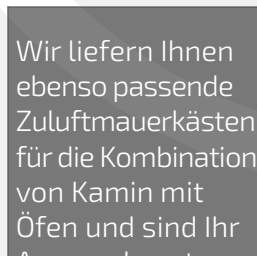 Wir liefern Ihnen
ebenso passende
Zuluftmauerkästen
für die Kombination
von Kamin mit
Öfen und sind Ihr